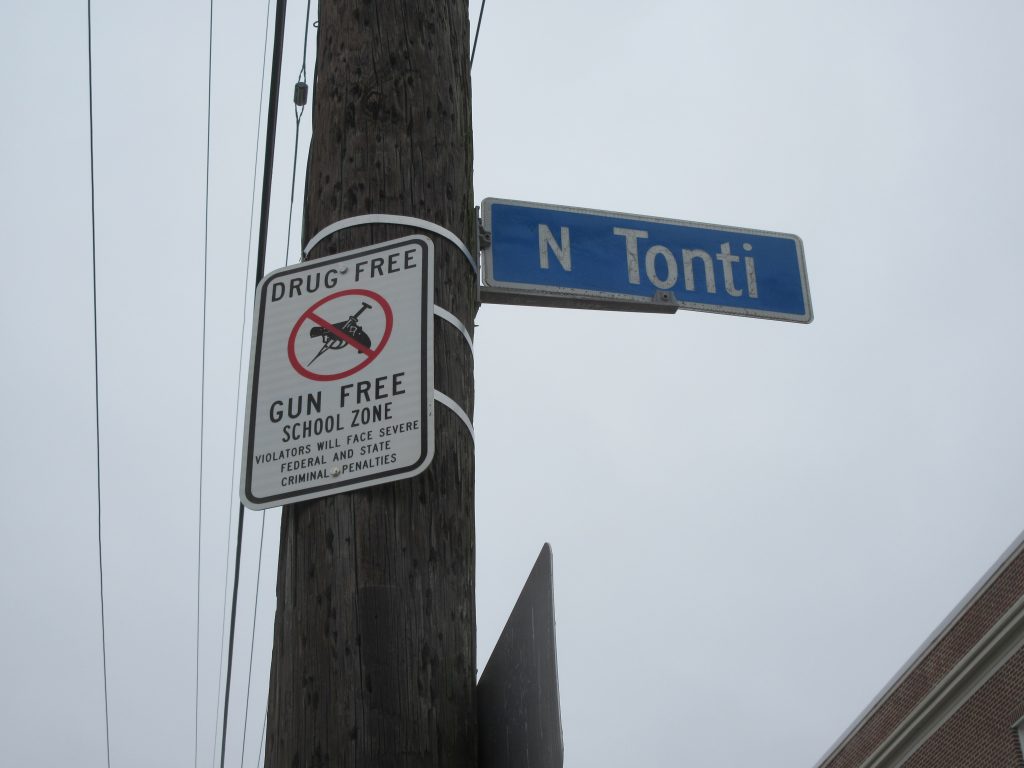 DRUG FREE
GUN FREE
SCHOOL ZONE
VIOLATORS WILL FACE SEVERE
FEDERAL AND STATE
CRIMINAL PENALTIES
N Tonti